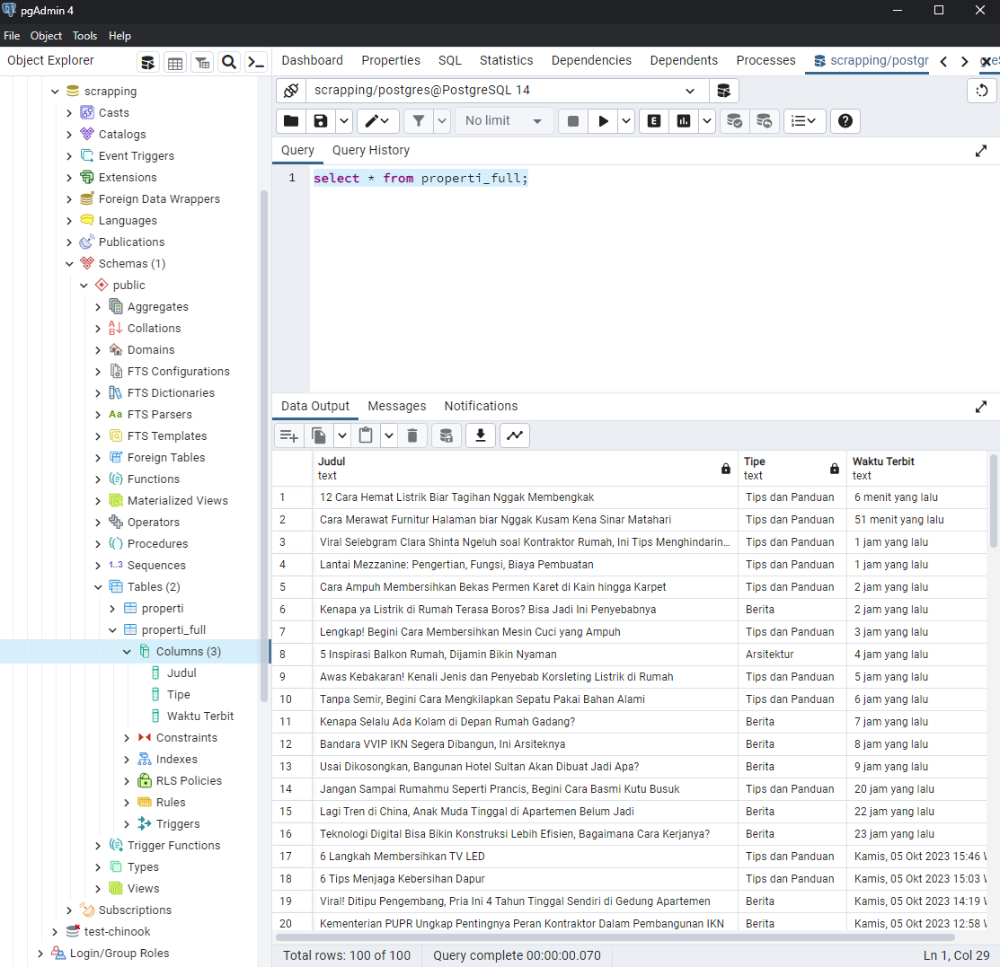 pgAdmin 4
File Object Tools Help
Object Explorer
Dashboard Properties SQL Statistics Dependencies Dependents Processes scrapping/postgr
scrapping
Casts
Catalogs
Event Triggers
Extensions
Foreign Data Wrappers
Languages
Publications
Schemas (1)
public
Aggregates
Collations
Domains
FTS Configurations
FTS Dictionaries
Aa FTS Parsers
FTS Templates
Foreign Tables
Functions
Materialized Views
Operators
Procedures
1..3 Sequences
Tables (2)
properti
properti_full
Columns (3)
Judul
Tipe
Waktu Terbit
Constraints
Indexes
RLS Policies
Rules
Triggers
Trigger Functions
Types
Views
Subscriptions
test-chinook
Login/Group Roles
scrapping/postgres@PostgreSQL 14
No limit
E
Query Query History
1 select * from properti_full;
Data Output Messages Notifications
Judul Tipe Waktu Terbit
text text text
1 12 Cara Hemat Listrik Biar Tagihan Nggak Membengkak Tips dan Panduan 6 menit yang lalu
2 Cara Merawat Furnitur Halaman biar Nggak Kusam Kena Sinar Matahari Tips dan Panduan 51 menit yang lalu
3 Viral Selebgram Clara Shinta Ngeluh soal Kontraktor Rumah, Ini Tips Menghindarin... Tips dan Panduan 1 jam yang lalu
4 Lantai Mezzanine: Pengertian, Fungsi, Biaya Pembuatan Tips dan Panduan 1 jam yang lalu
5 Cara Ampuh Membersihkan Bekas Permen Karet di Kain hingga Karpet Tips dan Panduan 2 jam yang lalu
6 Kenapa ya Listrik di Rumah Terasa Boros? Bisa Jadi Ini Penyebabnya Berita 2 jam yang lalu
7 Lengkap! Begini Cara Membersihkan Mesin Cuci yang Ampuh Tips dan Panduan 3 jam yang lalu
8 5 Inspirasi Balkon Rumah, Dijamin Bikin Nyaman Arsitektur 4 jam yang lalu
9 Awas Kebakaran! Kenali Jenis dan Penyebab Korsleting Listrik di Rumah Tips dan Panduan 5 jam yang lalu
10 Tanpa Semir, Begini Cara Mengkilapkan Sepatu Pakai Bahan Alami Tips dan Panduan 6 jam yang lalu
11 Kenapa Selalu Ada Kolam di Depan Rumah Gadang? Berita 7 jam yang lalu
12 Bandara VVIP IKN Segera Dibangun, Ini Arsiteknya Berita 8 jam yang lalu
13 Usai Dikosongkan, Bangunan Hotel Sultan Akan Dibuat Jadi Apa? Berita 9 jam yang lalu
14 Jangan Sampai Rumahmu Seperti Prancis, Begini Cara Basmi Kutu Busuk Tips dan Panduan 20 jam yang lalu
15 Lagi Tren di China, Anak Muda Tinggal di Apartemen Belum Jadi Berita 22 jam yang lalu
16 Teknologi Digital Bisa Bikin Konstruksi Lebih Efisien, Bagaimana Cara Kerjanya? Berita 23 jam yang lalu
17 6 Langkah Membersihkan TV LED Tips dan Panduan Kamis, 05 Okt 2023 15:46
18 6 Tips Menjaga Kebersihan Dapur Tips dan Panduan Kamis, 05 Okt 2023 15:03
19 Viral! Ditipu Pengembang, Pria Ini 4 Tahun Tinggal Sendiri di Gedung Apartemen Berita Kamis, 05 Okt 2023 14:19
20 Kementerian PUPR Ungkap Pentingnya Peran Kontraktor Dalam Pembangunan IKN Berita Kamis, 05 Okt 2023 12:58
Total rows: 100 of 100 Query complete 00:00:00.070 Ln 1, Col 29